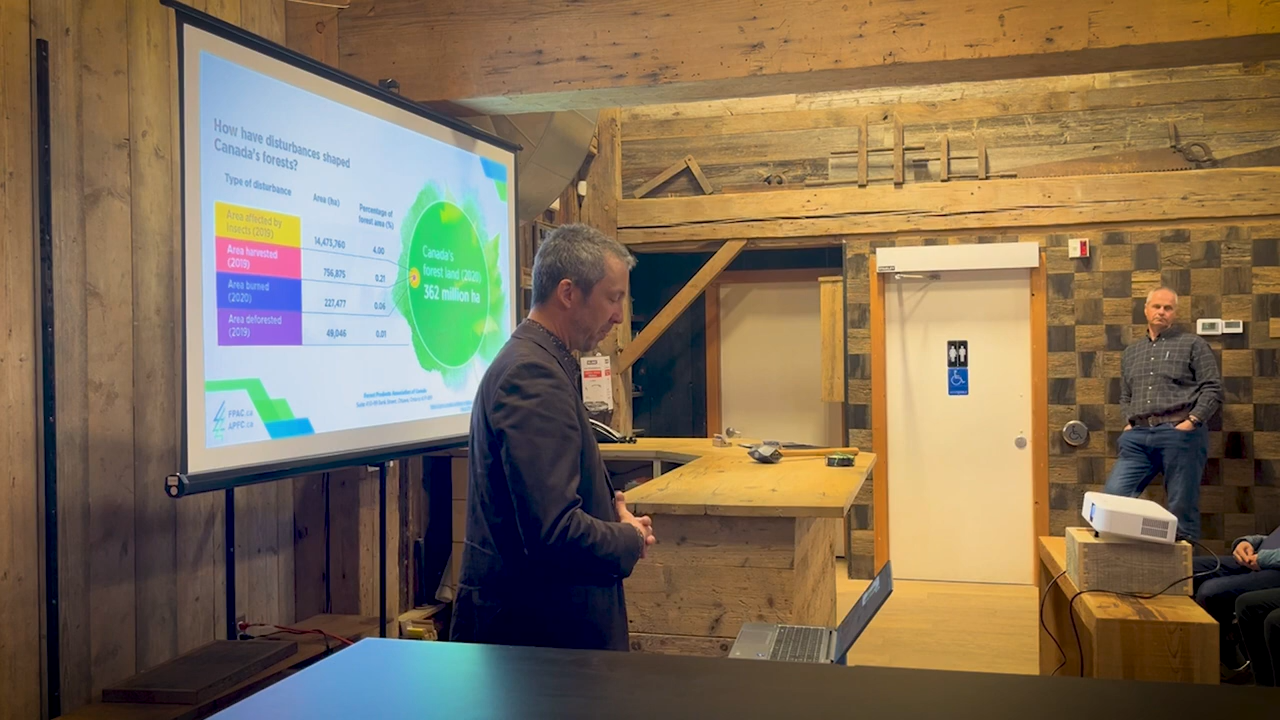 How have disturbances shaped
Canada's forests?
Type of disturbance
Area (ha)
Percentage of
forest area (%)
Area affected by
insects (2019)
14,473,760
4.00
Area harvested
(2019)
756,875
0.21
Area burned
(2020)
227,477
0.06
Area deforested
(2019)
49,046
0.01
Canada's
forest land (2020)
362 million ha
Forest Products Association of Canada
FPAC.ca
APFC.ca